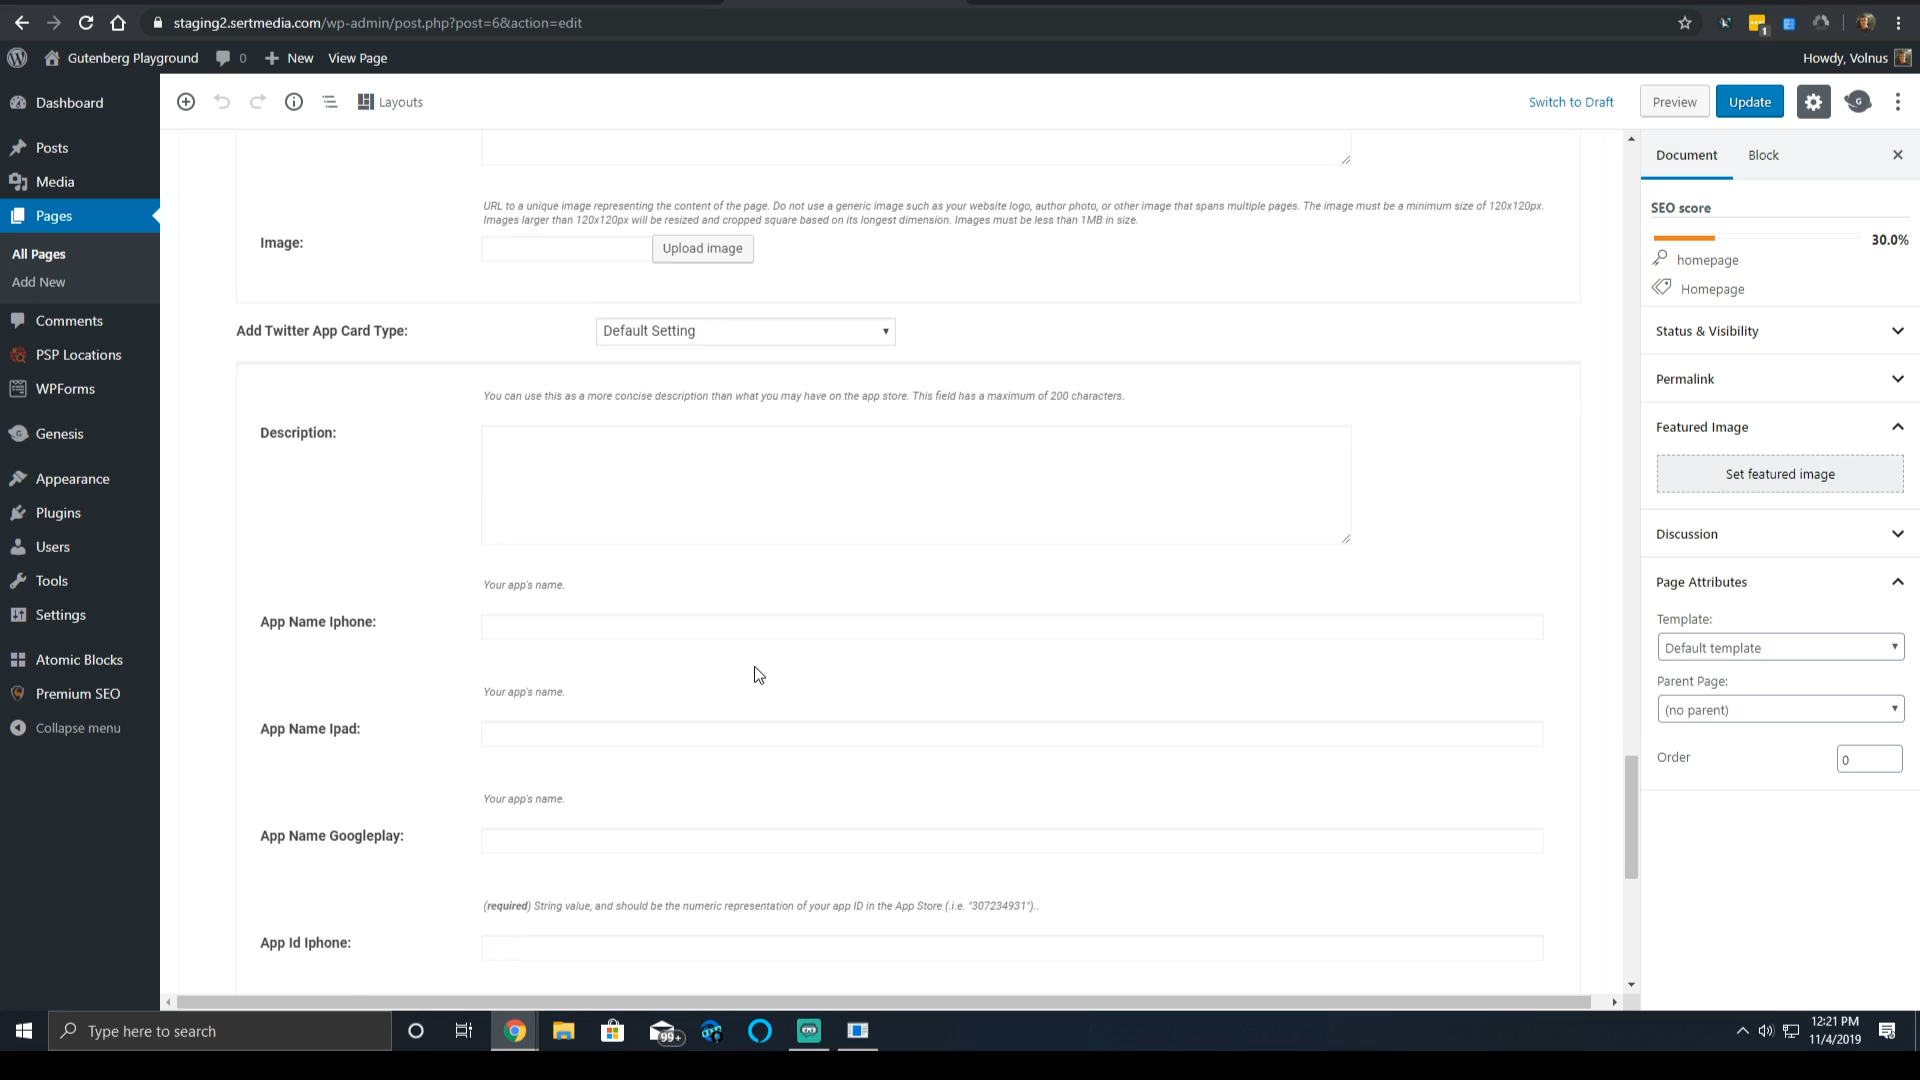 staging2.sertmedia.com/wp-admin/post.php?post=6&action=edit
1
Gutenberg Playground
0
New
View Page
Howdy, Volnus
Dashboard
Posts
Media
Pages
All Pages
Add New
Comments
PSP Locations
WPForms
Genesis
Appearance
Plugins
Users
Tools
Settings
Atomic Blocks
Premium SEO
Collapse menu
Layouts
Switch to Draft
Preview
Update
URL to a unique image representing the content of the page. Do not use a generic image such as your website logo, author photo, or other image that spans multiple pages. The image must be a minimum size of 120x120px.
Images larger than 120x120px will be resized and cropped square based on its longest dimension. Images must be less than 1MB in size.
Image:
Upload image
Add Twitter App Card Type:
Default Setting
You can use this as a more concise description than what you may have on the app store. This field has a maximum of 200 characters.
Description:
Your app's name.
App Name Iphone:
Your app's name.
App Name Ipad:
Your app's name.
App Name Googleplay:
(required) String value, and should be the numeric representation of your app ID in the App Store (.i.e. "307234931")..
App Id Iphone:
Document
Block
SEO score
30.0%
homepage
Homepage
Status & Visibility
Permalink
Featured Image
Set featured image
Discussion
Page Attributes
Template:
Default template
Parent Page:
(no parent)
Order
0
Type here to search
99+
12:21 PM
11/4/2019